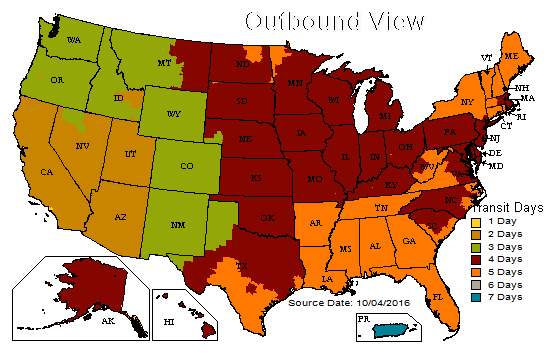 Outbound View
WA
OR
CA
NV
ID
MT
WY
UT
AZ
CO
NM
ND
SD
NE
KS
OK
TX
MN
IA
MO
AR
LA
WI
IL
MI
IN
OH
KY
TN
MS
AL
GA
FL
SC
NC
VA
WV
PA
NY
VT
ME
NH
MA
RI
CT
NJ
DE
MD
AK
HI
PR
Transit Days
1 Day
2 Days
3 Days
4 Days
5 Days
6 Days
7 Days
Source Date: 10/04/2016